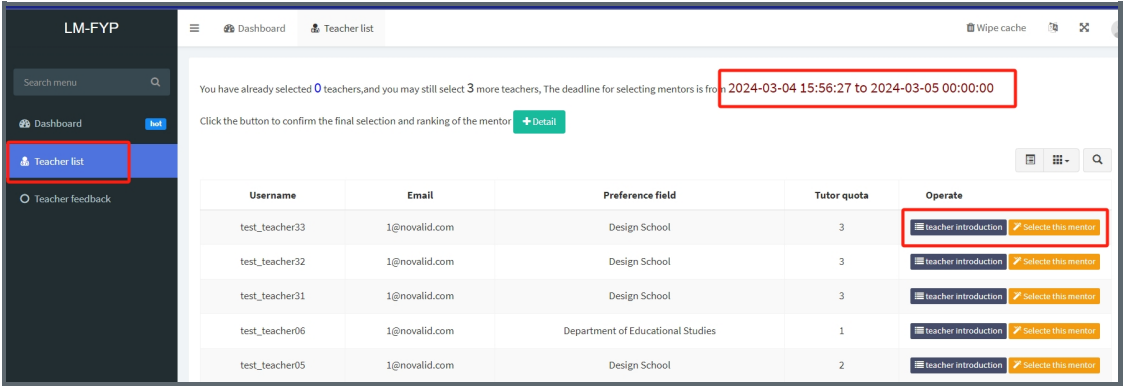 LM-FYP
Dashboard
Teacher list
Wipe cache
Search menu
Dashboard
hot
Teacher list
Teacher feedback
You have already selected 0 teachers,and you may still select 3 more teachers, The deadline for selecting mentors is from 2024-03-04 15:56:27 to 2024-03-05 00:00:00
Click the button to confirm the final selection and ranking of the mentor +Detail
Username Email Preference field Tutor quota Operate
test_teacher33 1@novalid.com Design School 3 teacher introduction Selecte this mentor
test_teacher32 1@novalid.com Design School 3 teacher introduction Selecte this mentor
test_teacher31 1@novalid.com Design School 3 teacher introduction Selecte this mentor
test_teacher06 1@novalid.com Department of Educational Studies 1 teacher introduction Selecte this mentor
test_teacher05 1@novalid.com Design School 2 teacher introduction Selecte this mentor